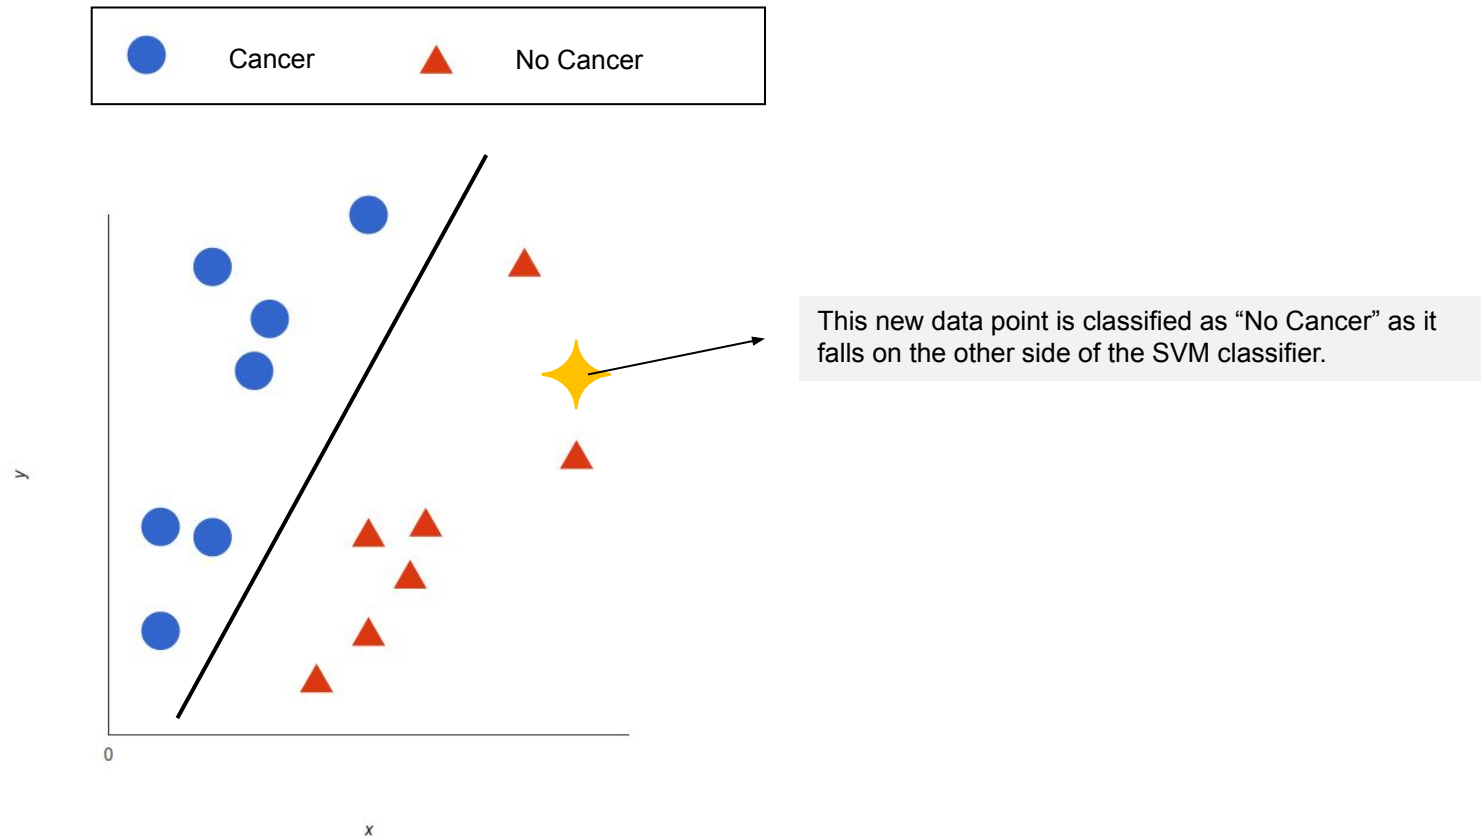 Cancer
No Cancer
This new data point is classified as “No Cancer” as it
falls on the other side of the SVM classifier.
y
0
x